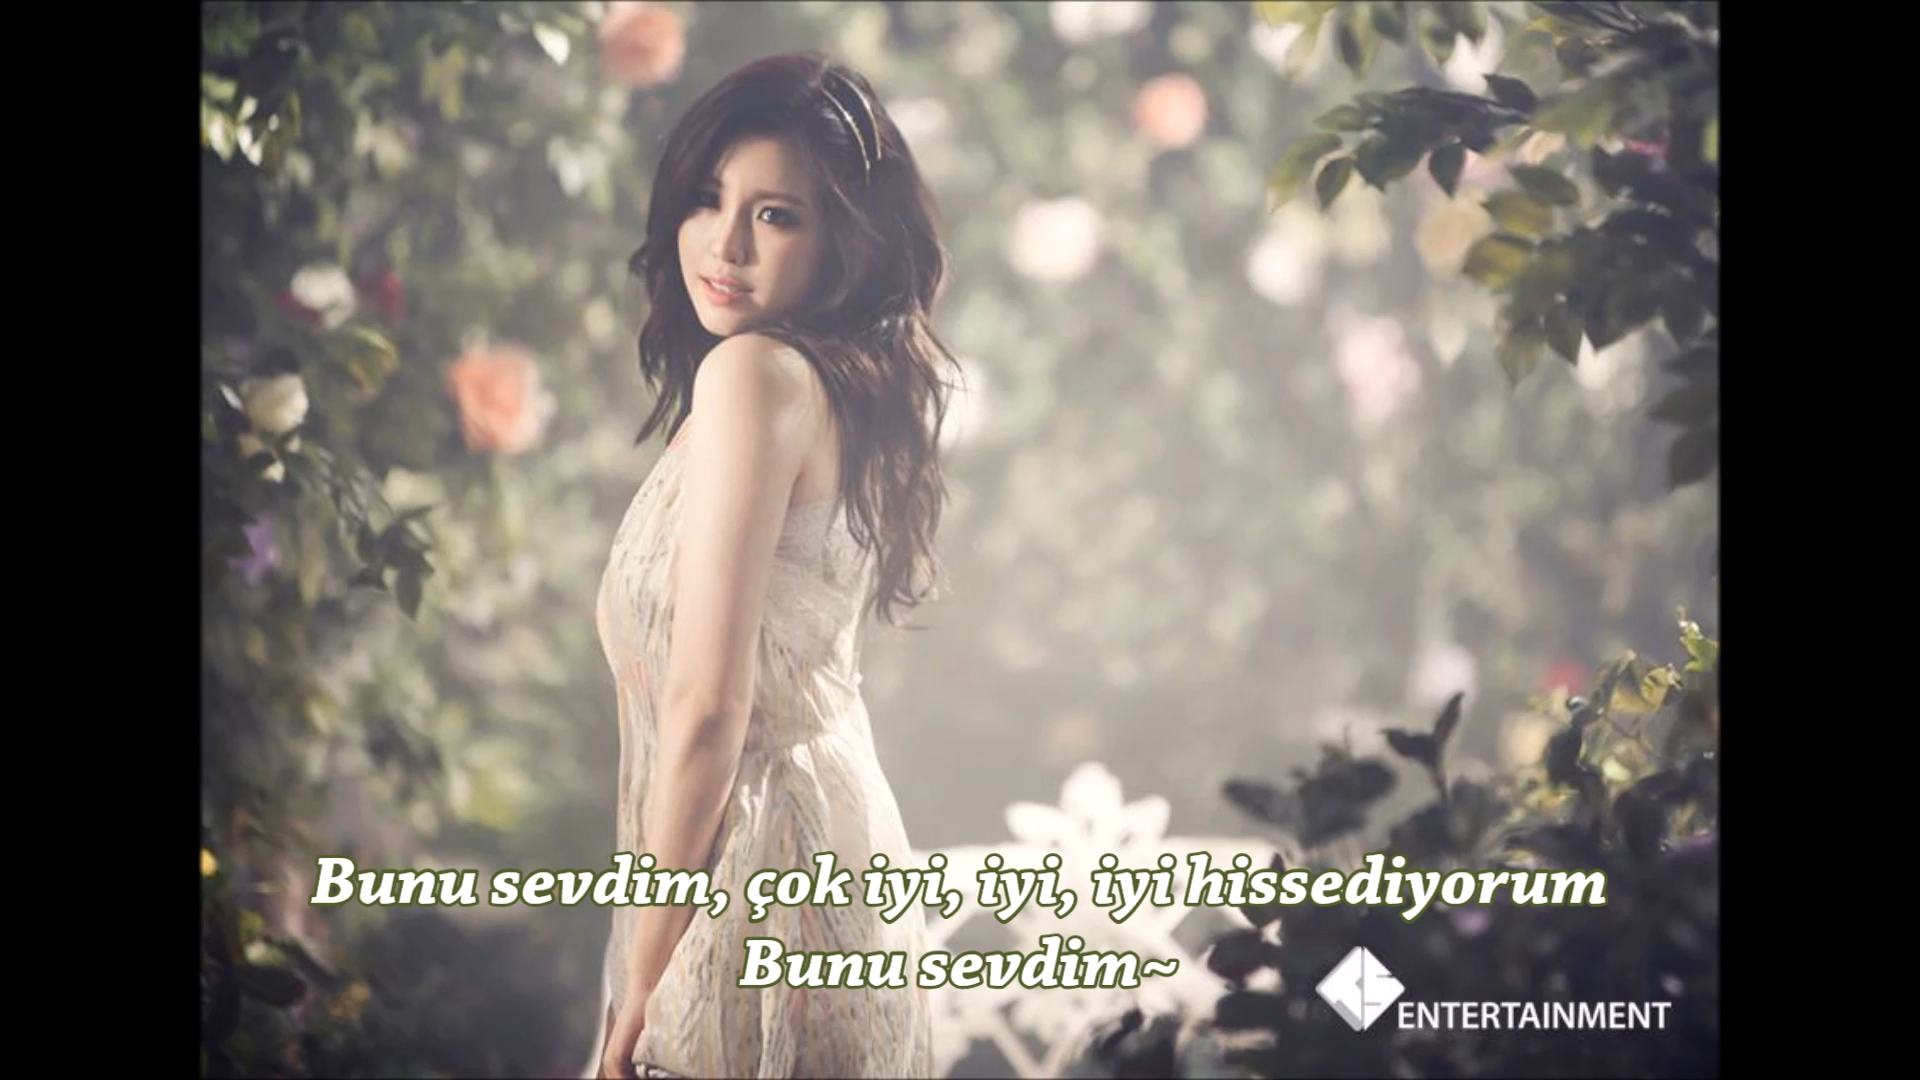 Bunu sevdim, çok iyi, iyi, iyi hissediyorum
Bunu sevdim~
ENTERTAINMENT